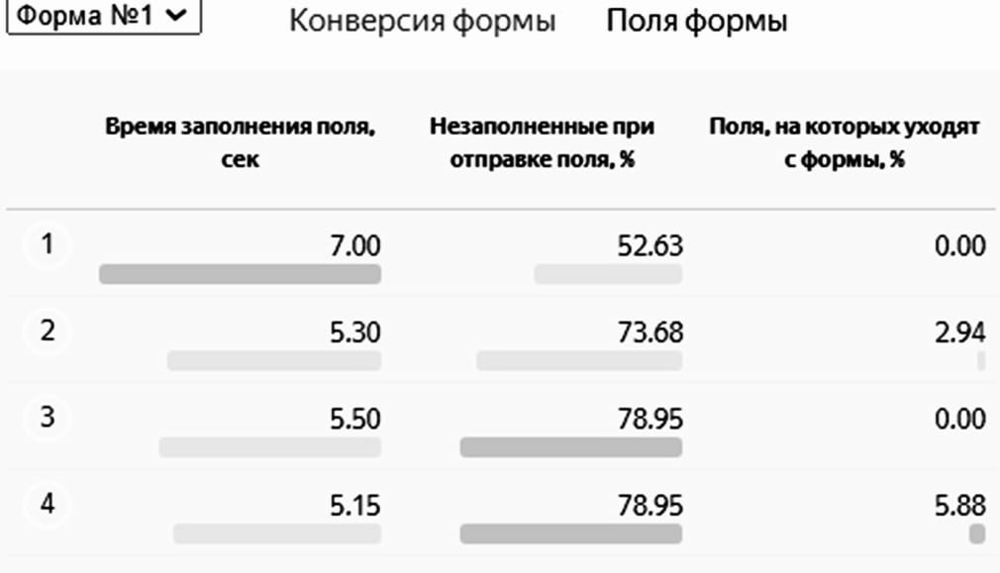 Форма №1 Конверсия формы Поля формы
Время заполнения поля, Незаполненные при Поля, на которых уходят
сек отправке поля, % с формы, %
1 7.00 52.63 0.00
2 5.30 73.68 2.94
3 5.50 78.95 0.00
4 5.15 78.95 5.88